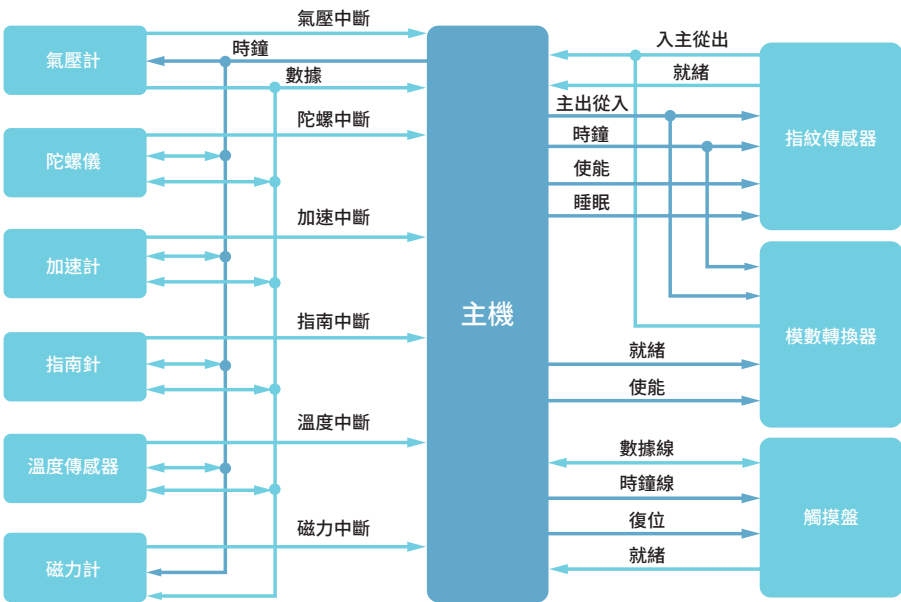 氣壓中斷
氣壓計
時鐘
數據
陀螺中斷
陀螺儀
加速中斷
加速計
指南中斷
指南針
溫度中斷
溫度傳感器
磁力中斷
磁力計
主機
入主從出
就緒
主出從入
時鐘
使能
睡眠
指紋傳感器
模數轉換器
就緒
使能
數據線
時鐘線
復位
就緒
觸摸盤